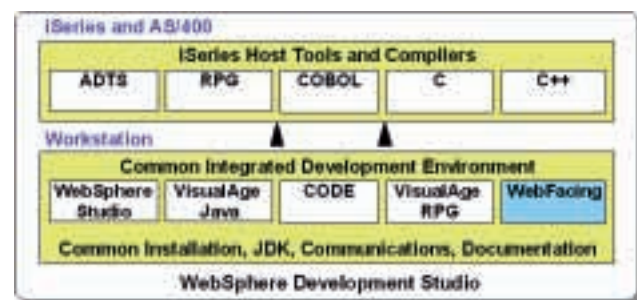 iSeries and AS/400
iSeries Host Tools and Compilers
ADTS RPG COBOL C C++
Workstation
Common Integrated Development Environment
WebSphere Studio VisualAge Java CODE VisualAge RPG WebFacing
Common Installation, JDK, Communications, Documentation
WebSphere Development Studio